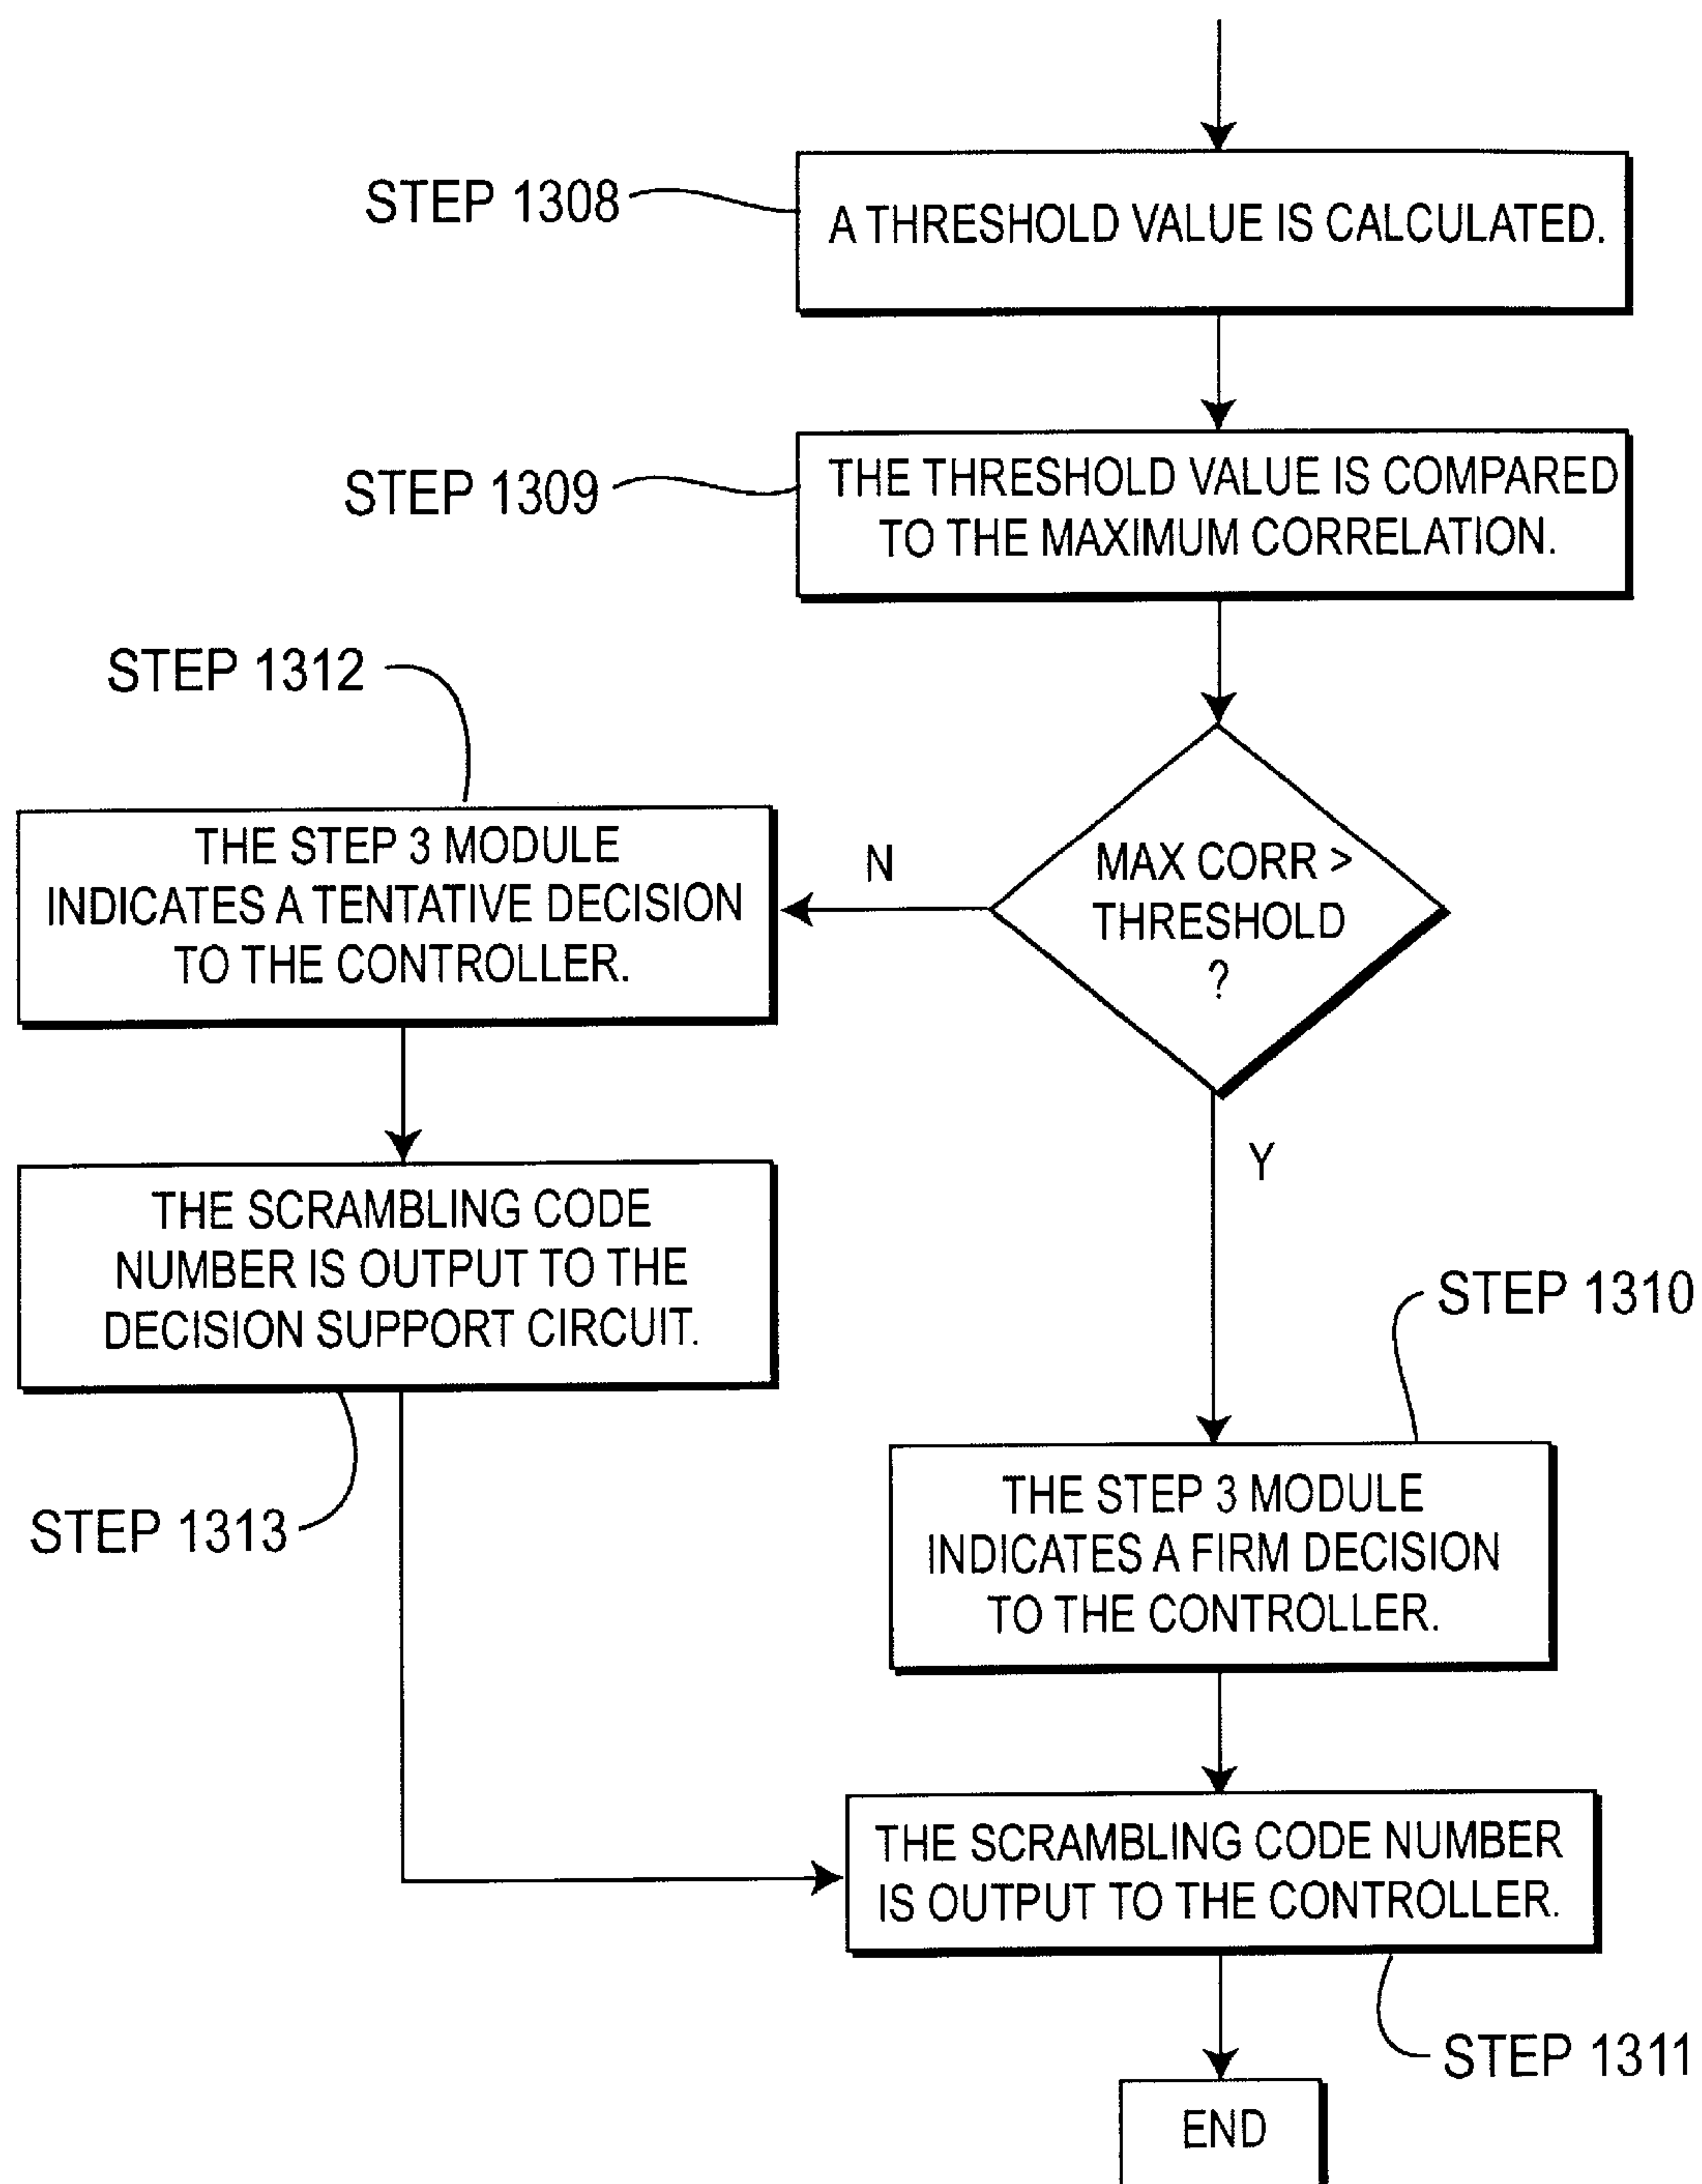 STEP 1308
A THRESHOLD VALUE IS CALCULATED.
STEP 1309
THE THRESHOLD VALUE IS COMPARED
TO THE MAXIMUM CORRELATION.
STEP 1312
THE STEP 3 MODULE
INDICATES A TENTATIVE DECISION
TO THE CONTROLLER.
N
MAX CORR >
THRESHOLD
?
Y
THE SCRAMBLING CODE
NUMBER IS OUTPUT TO THE
DECISION SUPPORT CIRCUIT.
STEP 1313
STEP 1310
THE STEP 3 MODULE
INDICATES A FIRM DECISION
TO THE CONTROLLER.
THE SCRAMBLING CODE NUMBER
IS OUTPUT TO THE CONTROLLER.
STEP 1311
END